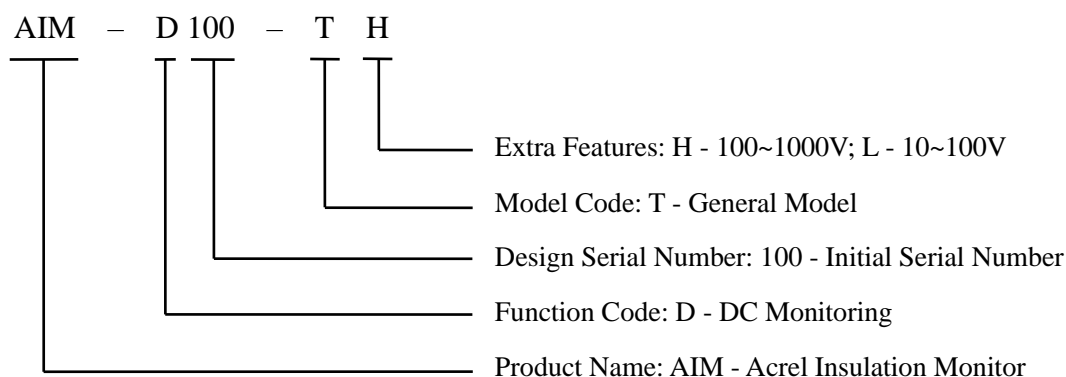 AIM – D 100 – T H
Extra Features: H - 100~1000V; L - 10~100V
Model Code: T - General Model
Design Serial Number: 100 - Initial Serial Number
Function Code: D - DC Monitoring
Product Name: AIM - Acrel Insulation Monitor